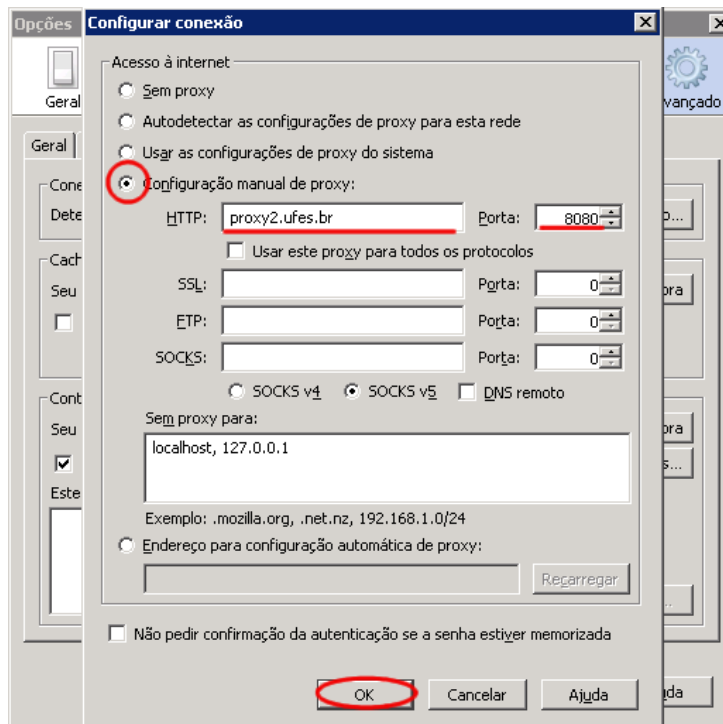 Opções
Configurar conexão
Geral
Avançado
Geral
Acesso à internet
Sem proxy
Autodetectar as configurações de proxy para esta rede
Usar as configurações de proxy do sistema
Configuração manual de proxy:
HTTP: proxy2.ufes.br Porta: 8080
Usar este proxy para todos os protocolos
SSL: Porta: 0
FTP: Porta: 0
SOCKS: Porta: 0
SOCKS v4 SOCKS v5 DNS remoto
Sem proxy para:
localhost, 127.0.0.1
Exemplo: .mozilla.org, .net.nz, 192.168.1.0/24
Endereço para configuração automática de proxy:
Recarregar
Não pedir confirmação da autenticação se a senha estiver memorizada
OK Cancelar Ajuda
Seu
Seu
Este